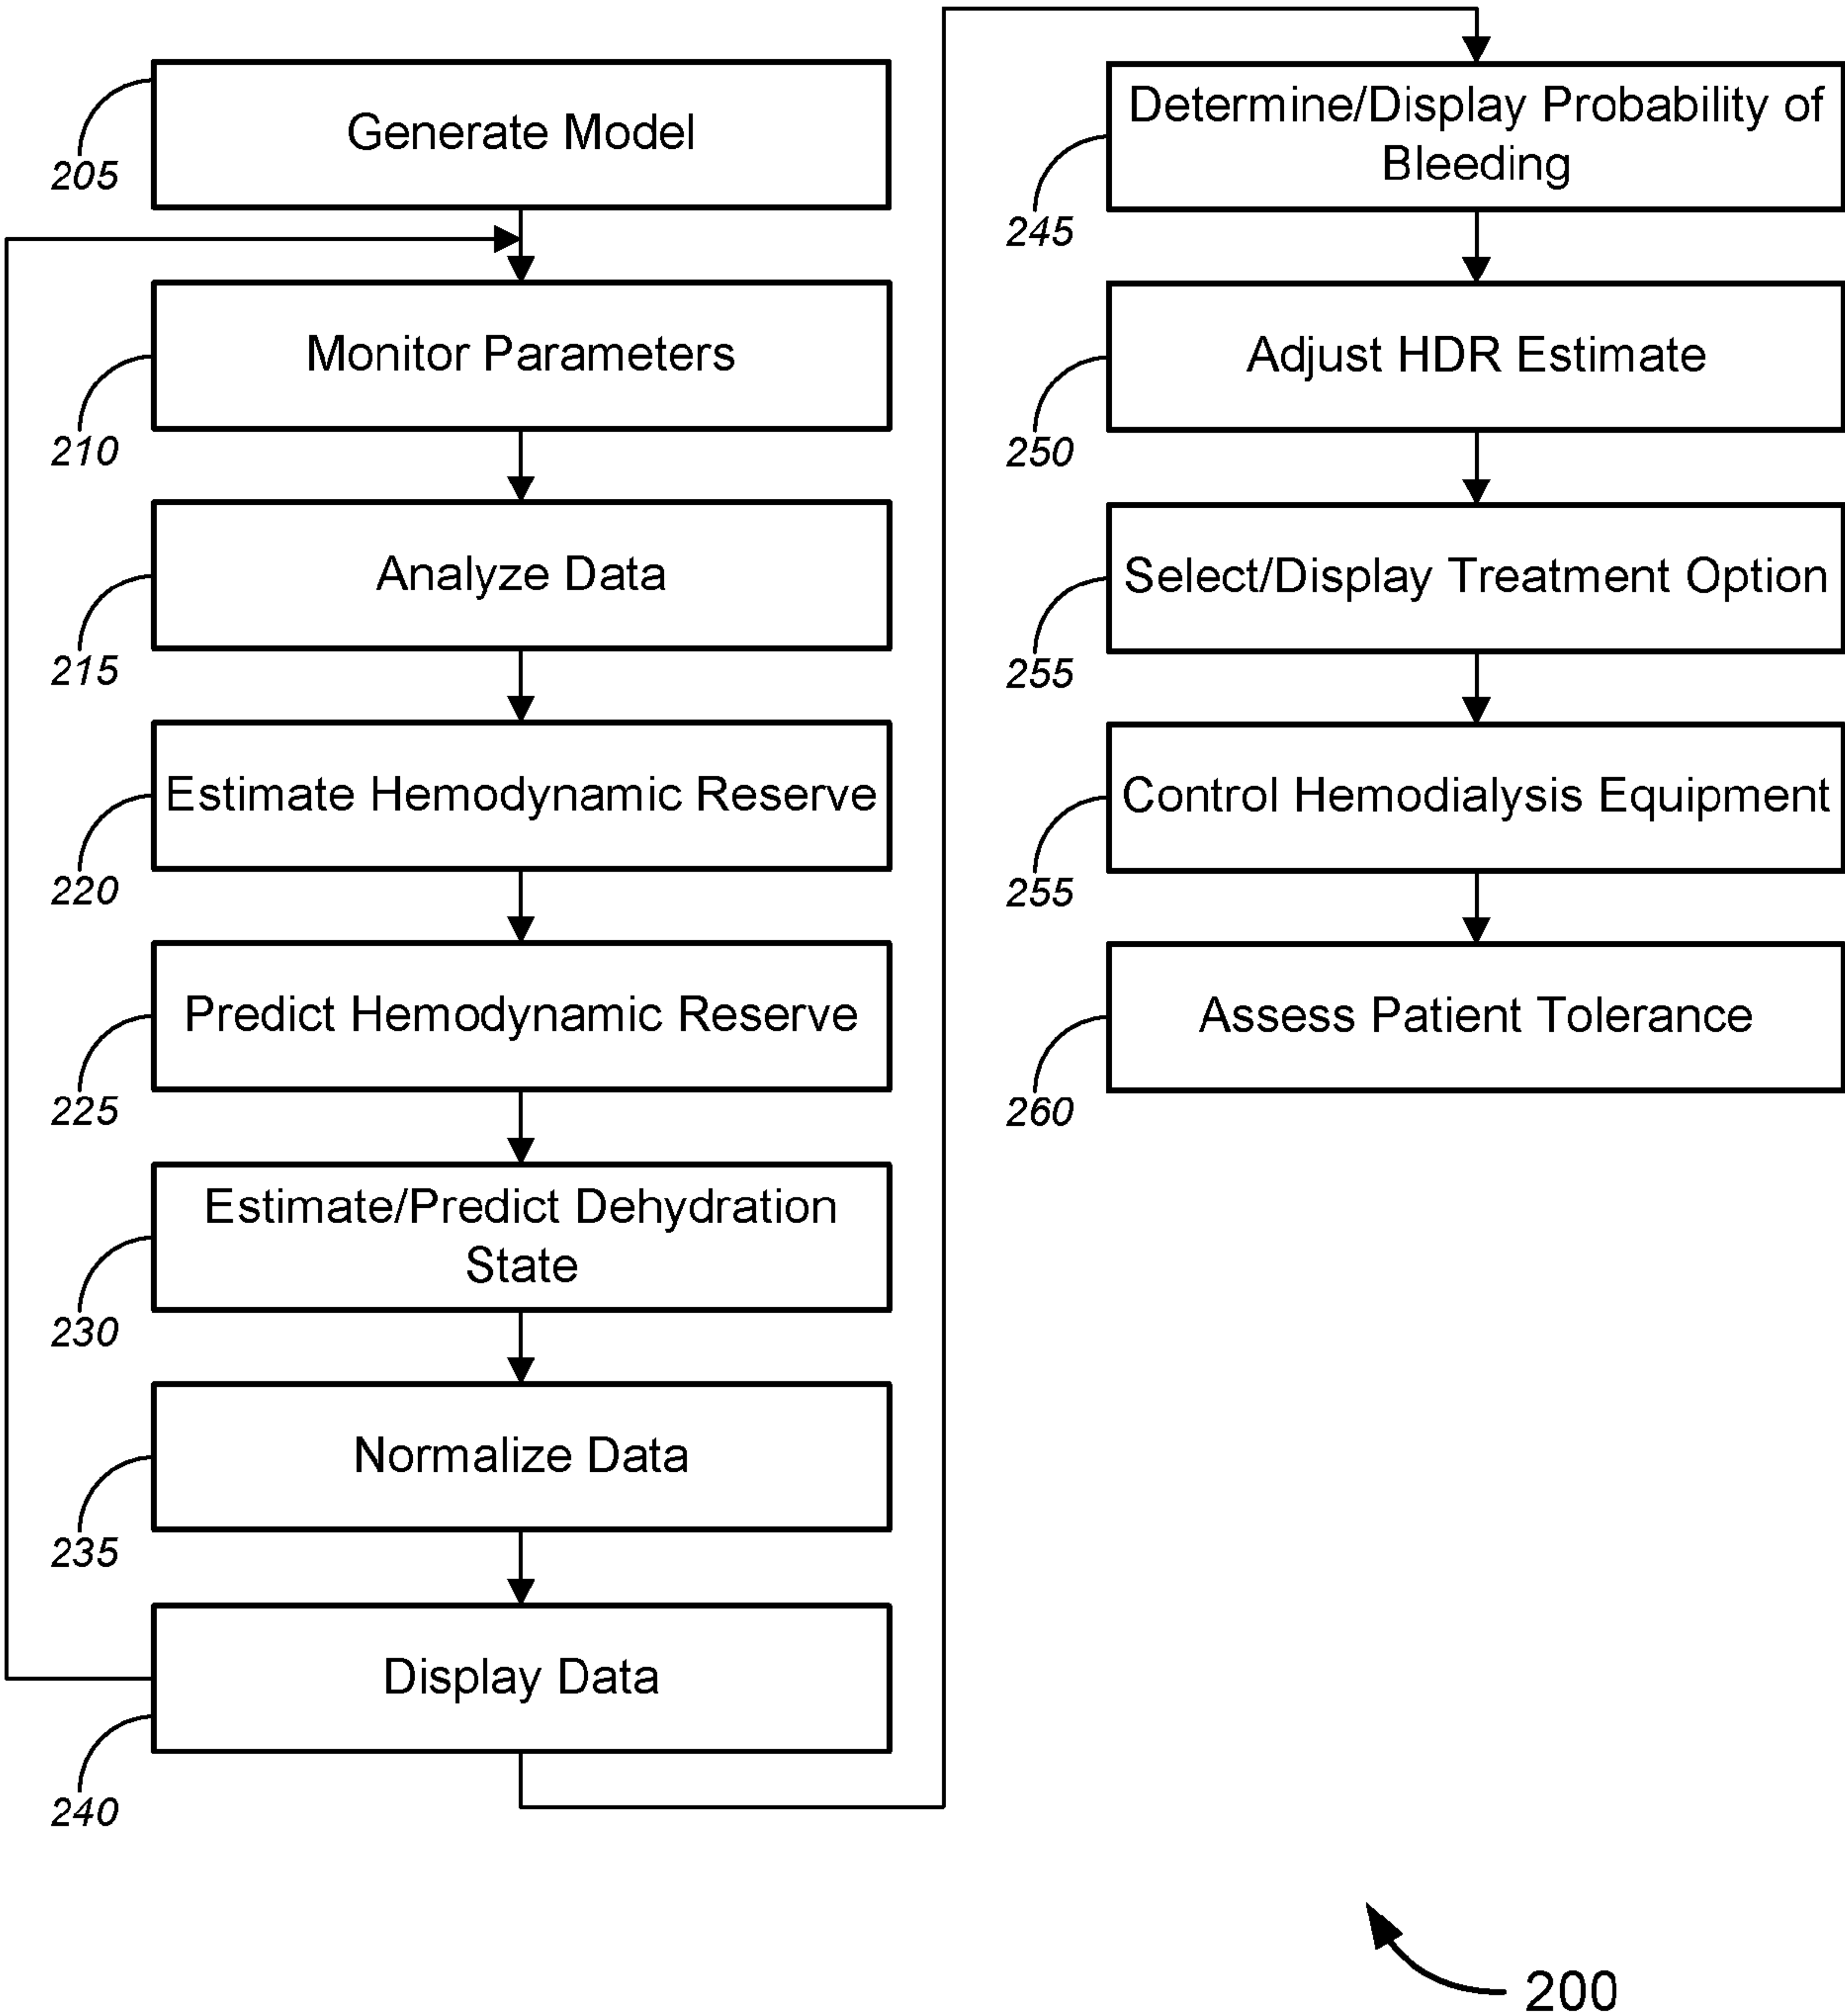 Generate Model
205
Monitor Parameters
210
Analyze Data
215
Estimate Hemodynamic Reserve
220
Predict Hemodynamic Reserve
225
Estimate/Predict Dehydration
State
230
Normalize Data
235
Display Data
240
Determine/Display Probability of
Bleeding
245
Adjust HDR Estimate
250
Select/Display Treatment Option
255
Control Hemodialysis Equipment
255
Assess Patient Tolerance
260
200